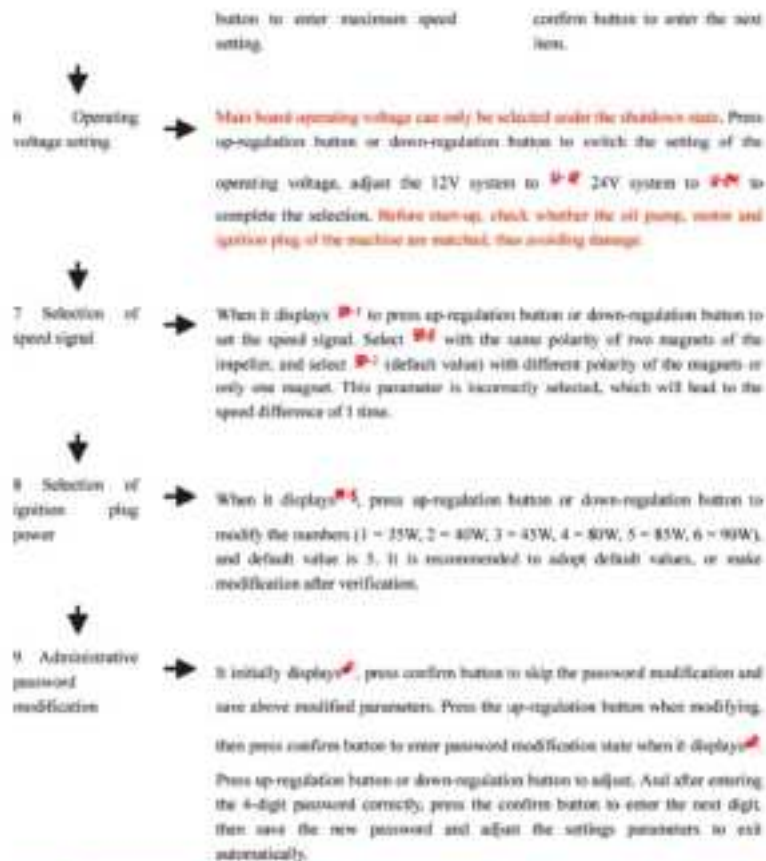 button to enter maximum speed
setting.
confirm button to enter the next
item.
6 Operating
voltage setting
Main board operating voltage can only be selected under the shutdown state. Press
up-regulation button or down-regulation button to switch the setting of the
operating voltage, adjust the 12V system to 24V system to
complete the selection. Before start-up, check whether the oil pump, motor and
ignition plug of the machine are matched, thus avoiding damage.
7 Selection of
speed signal
When it displays to press up-regulation button or down-regulation button to
set the speed signal. Select with the same polarity of two magnets of the
impeller, and select (default value) with different polarity of the magnets or
only one magnet. This parameter is incorrectly selected, which will lead to the
speed difference of 1 time.
8 Selection of
ignition plug
power
When it displays , press up-regulation button or down-regulation button to
modify the numbers (1 = 35W, 2 = 40W, 3 = 45W, 4 = 80W, 5 = 85W, 6 = 90W),
and default value is 5. It is recommended to adopt default values, or make
modification after verification.
9 Administrative
password
modification
It initially displays , press confirm button to skip the password modification and
save above modified parameters. Press the up-regulation button when modifying,
then press confirm button to enter password modification state when it displays
Press up-regulation button or down-regulation button to adjust. And after entering
the 4-digit password correctly, press the confirm button to enter the next digit,
then save the new password and adjust the settings parameters to exit
automatically.